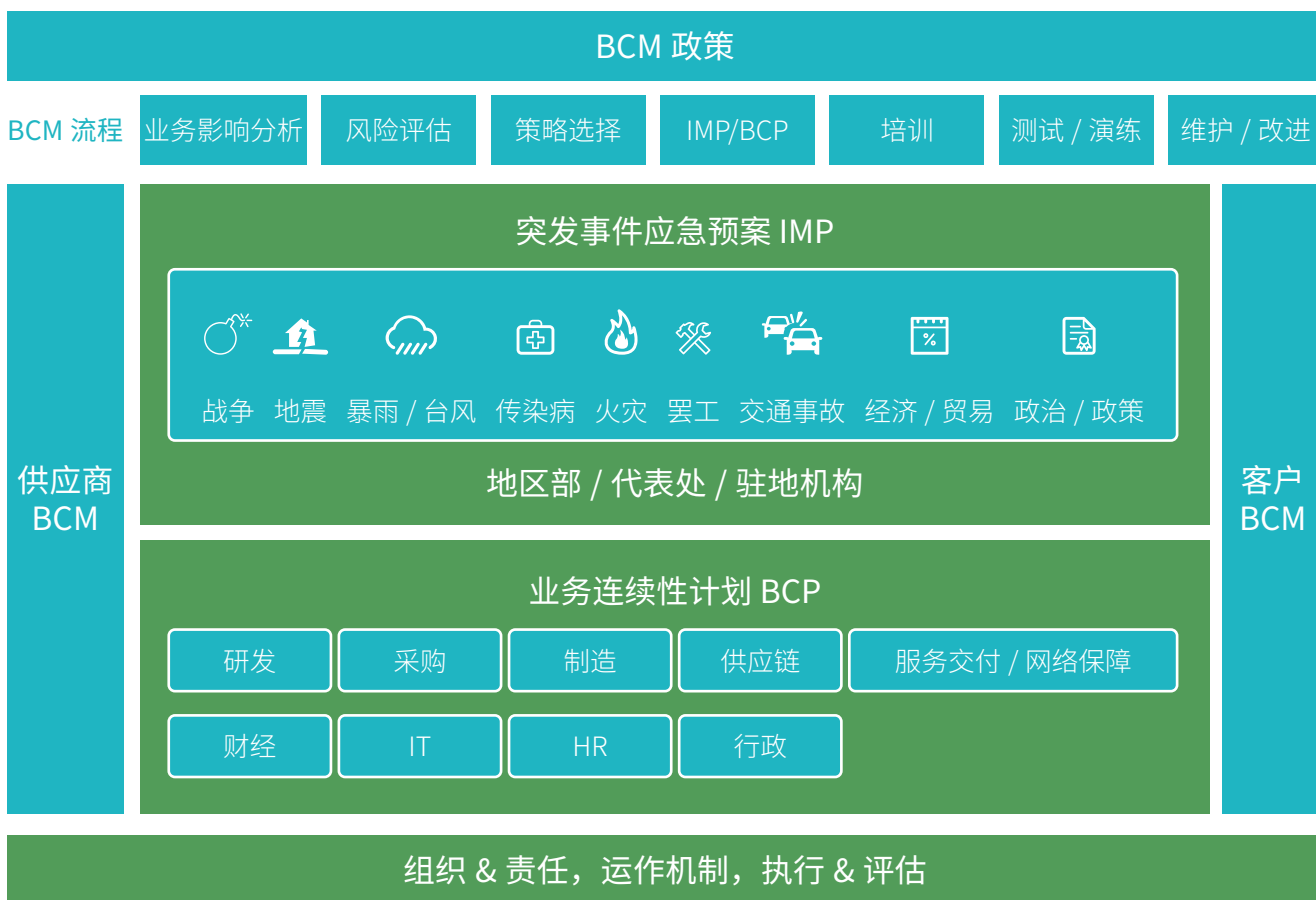 BCM 政策
BCM 流程
业务影响分析
风险评估
策略选择
IMP/BCP
培训
测试 / 演练
维护 / 改进
供应商
BCM
突发事件应急预案 IMP
%
战争
地震
暴雨 / 台风
传染病
火灾
罢工
交通事故
经济 / 贸易
政治 / 政策
地区部 / 代表处 / 驻地机构
业务连续性计划 BCP
研发
采购
制造
供应链
服务交付 / 网络保障
财经
IT
HR
行政
客户
BCM
组织 & 责任，运作机制，执行 & 评估